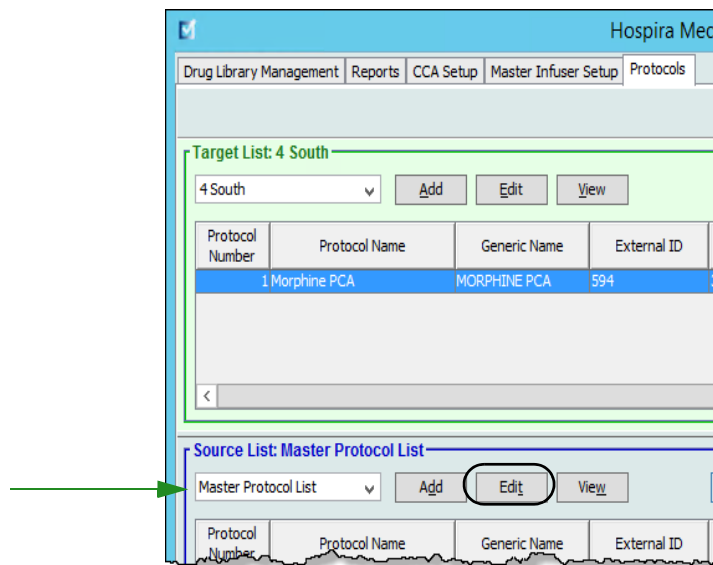 Hospira Med
Drug Library Management Reports CCA Setup Master Infuser Setup Protocols
Target List: 4 South
4 South Add Edit View
Protocol Number Protocol Name Generic Name External ID
1 Morphine PCA MORPHINE PCA 594
Source List: Master Protocol List
Master Protocol List Add Edit View
Protocol Number Protocol Name Generic Name External ID